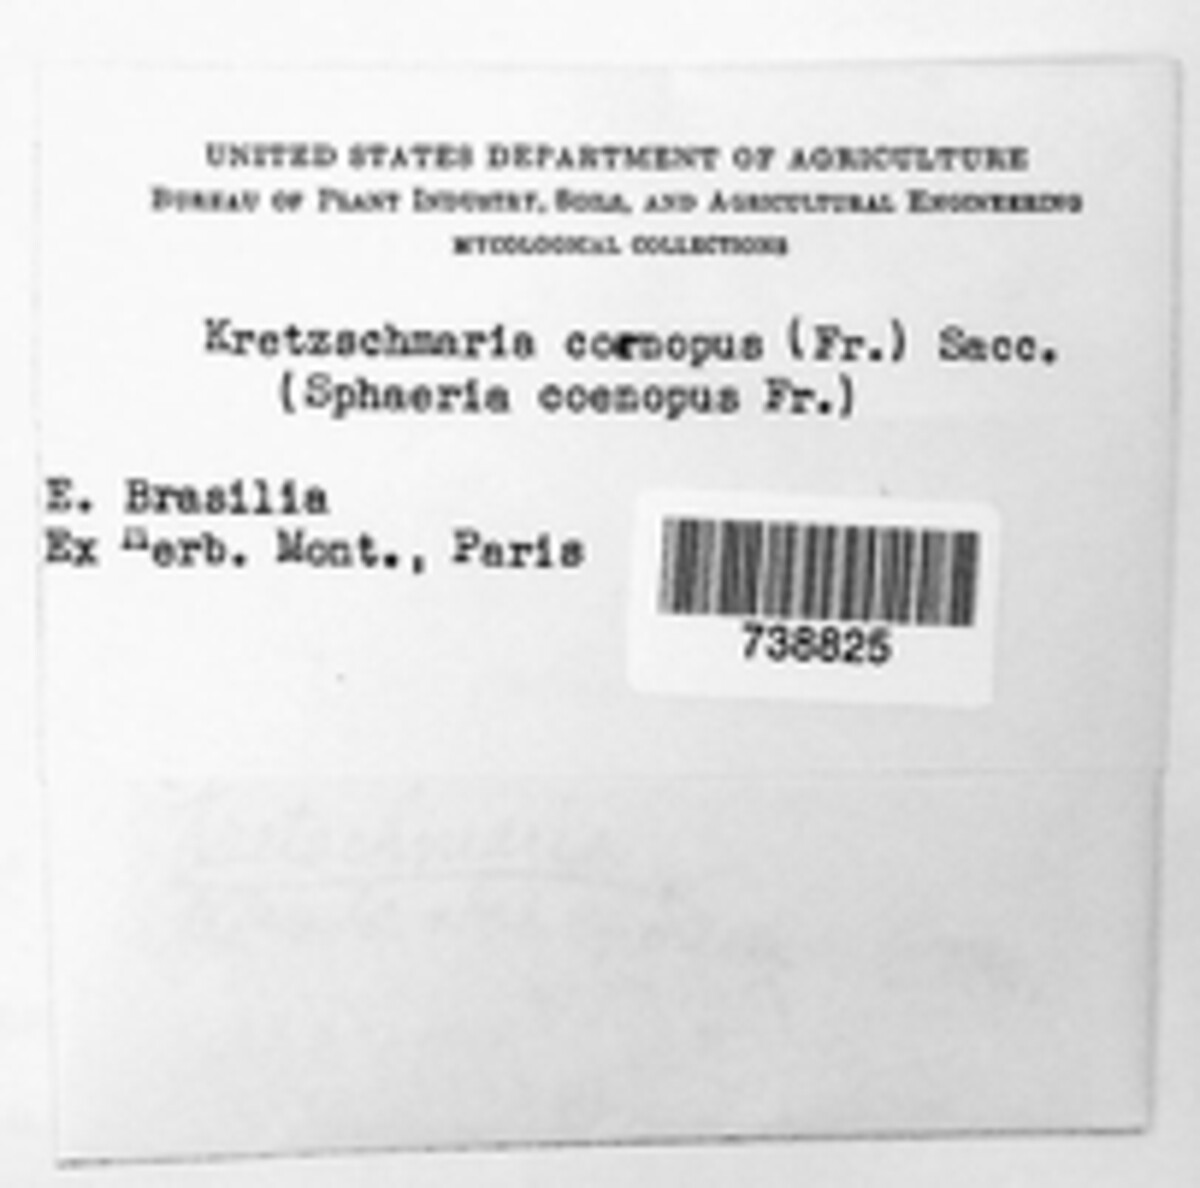 UNITED STATES DEPARTMENT OF AGRICULTURE
BUREAU OF PLANT INDUSTRY, SOILS, AND AGRICULTURAL ENGINEERING
MYCOLOGICAL COLLECTIONS
Kretzschmaria coenopus (Fr.) Sacc.
(Sphaeria coenopus Fr.)
E. Brasilia
Ex Herb. Mont., Paris
738825